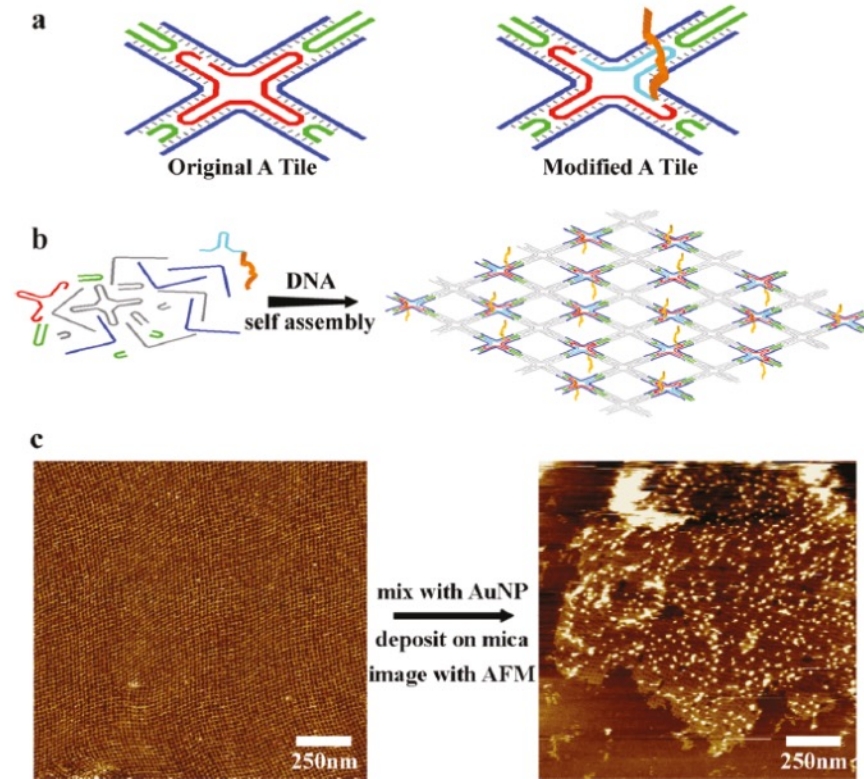 a
Original A Tile
Modified A Tile
b
DNA
self assembly
c
mix with AuNP
deposit on mica
image with AFM
250nm
250nm